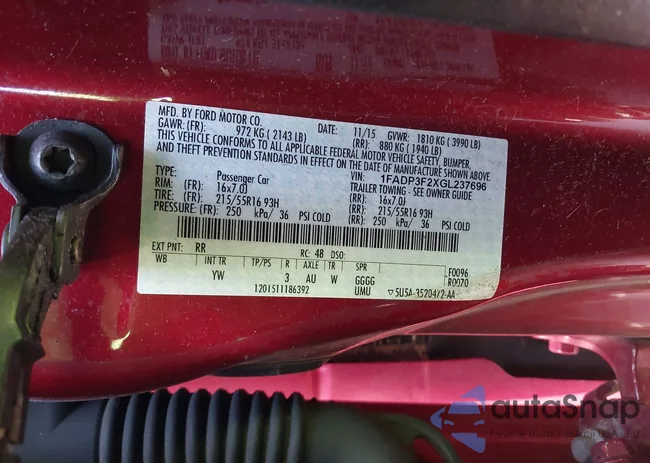 MFD. BY FORD MOTOR CO.
DATE: 11/15 GVWR: 1810 KG ( 3990 LB)
GAWR: (FR): 972 KG ( 2143 LB) (RR): 880 KG ( 1940 LB)
THIS VEHICLE CONFORMS TO ALL APPLICABLE FEDERAL MOTOR VEHICLE SAFETY, BUMPER,
AND THEFT PREVENTION STANDARDS IN EFFECT ON THE DATE OF MANUFACTURE SHOWN ABOVE.
VIN: 1FADP3F2XGL237696
TYPE: Passenger Car TRAILER TOWING - SEE OWNER GUIDE
RIM: (FR) 16x7.0J (RR) 16x7.0J
TIRE: (FR) 215/55R16 93H (RR) 215/55R16 93H
PRESSURE: (FR) 250 kPa/ 36 PSI COLD (RR) 250 kPa/ 36 PSI COLD
EXT PNT: RR RC: 48 DSO:
WB INT TR TP/PS R AXLE TR SPR F0096
YW 3 AU W GGGG R0070
1201511186392 UMU
autoSnap